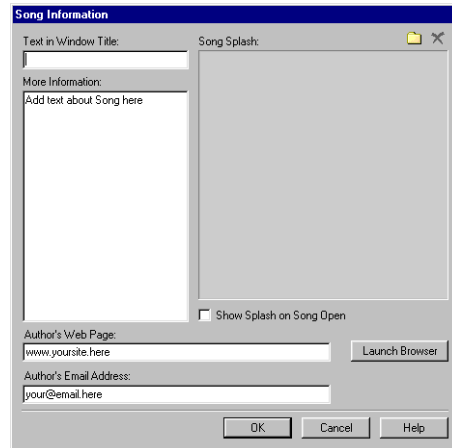 Song Information
Text in Window Title:
Song Splash:
More Information:
Add text about Song here
Show Splash on Song Open
Author's Web Page:
www.yoursite.here
Launch Browser
Author's Email Address:
your@email.here
OK
Cancel
Help